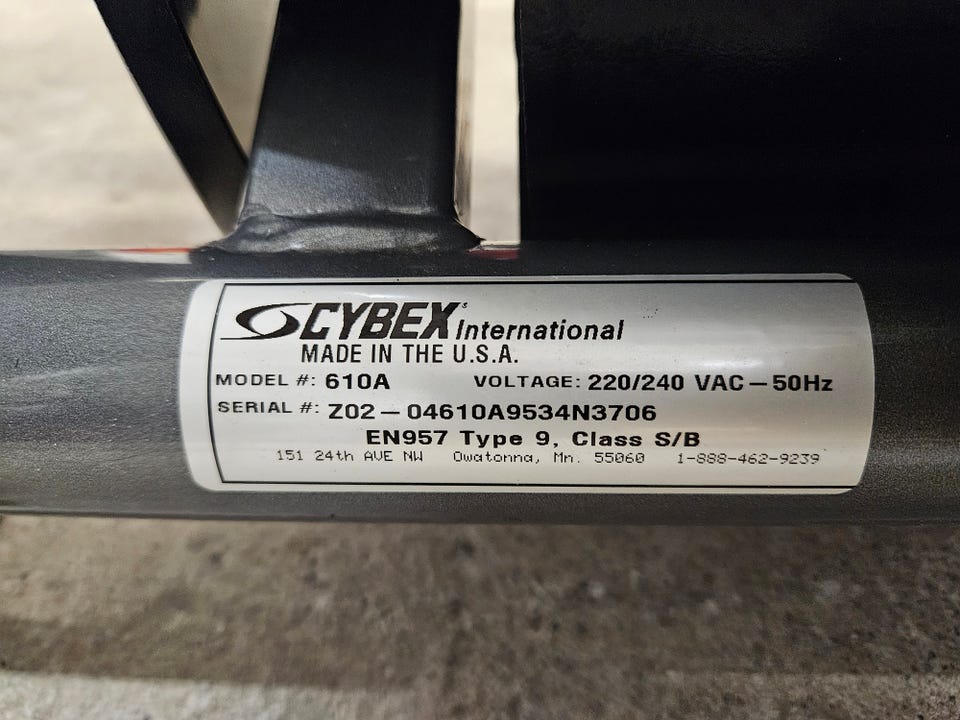 CYBEX International
MADE IN THE U.S.A.
MODEL #: 610A VOLTAGE: 220/240 VAC – 50Hz
SERIAL #: Z02 – 04610A9534N3706
EN957 Type 9, Class S/B
151 24th AVE NW Owatonna, Mn. 55060 1-888-462-9239